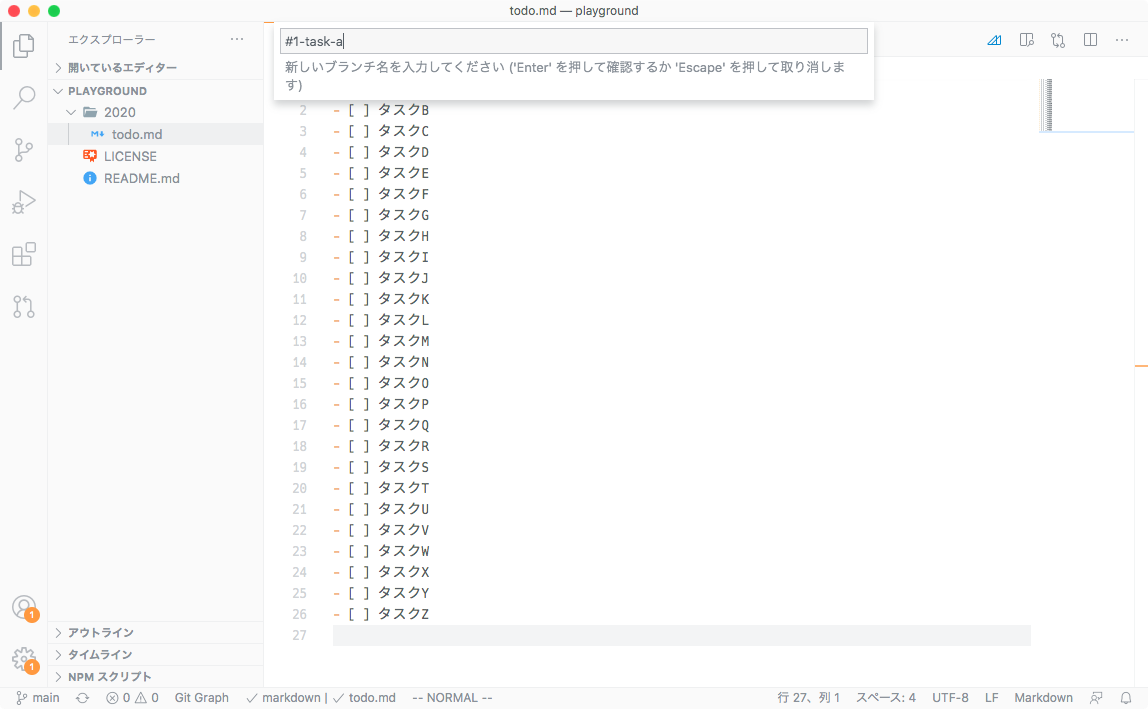 todo.md — playground
エクスプローラー ···
#1-task-a
新しいブランチ名を入力してください ('Enter' を押して確認するか 'Escape' を押して取り消しま
す)
開いているエディター
PLAYGROUND
2020
todo.md
LICENSE
README.md
2 - [ ] タスクB
3 - [ ] タスクC
4 - [ ] タスクD
5 - [ ] タスクE
6 - [ ] タスクF
7 - [ ] タスクG
8 - [ ] タスクH
9 - [ ] タスクI
10 - [ ] タスクJ
11 - [ ] タスクK
12 - [ ] タスクL
13 - [ ] タスクM
14 - [ ] タスクN
15 - [ ] タスクO
16 - [ ] タスクP
17 - [ ] タスクQ
18 - [ ] タスクR
19 - [ ] タスクS
20 - [ ] タスクT
21 - [ ] タスクU
22 - [ ] タスクV
23 - [ ] タスクW
24 - [ ] タスクX
25 - [ ] タスクY
26 - [ ] タスクZ
27
1
1
アウトライン
タイムライン
NPM スクリプト
main 0 0 Git Graph ✓ markdown | ✓ todo.md -- NORMAL -- 行 27、列 1 スペース: 4 UTF-8 LF Markdown